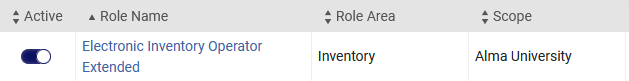 Active Role Name Role Area Scope
Electronic Inventory Operator
Extended
Inventory
Alma University